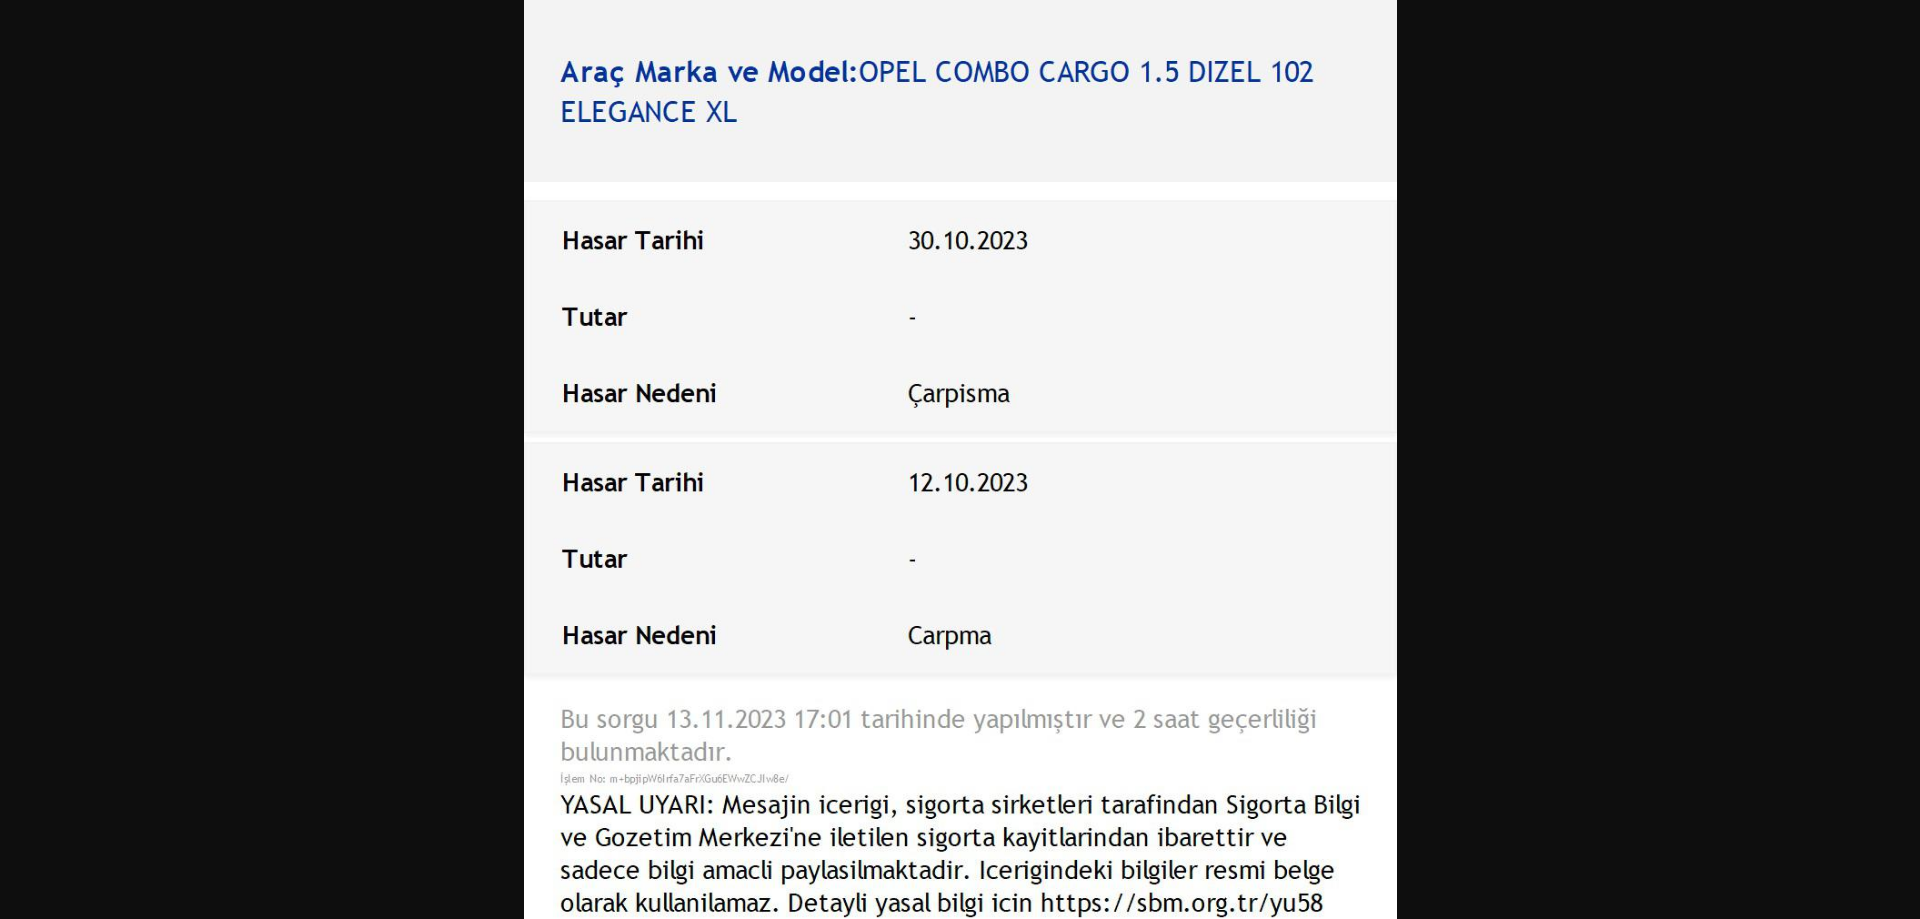 Araç Marka ve Model:OPEL COMBO CARGO 1.5 DIZEL 102
ELEGANCE XL
Hasar Tarihi 30.10.2023
Tutar -
Hasar Nedeni Çarpisma
Hasar Tarihi 12.10.2023
Tutar -
Hasar Nedeni Carpma
Bu sorgu 13.11.2023 17:01 tarihinde yapılmıştır ve 2 saat geçerliliği
bulunmaktadır.
İşlem No:
YASAL UYARI: Mesajin icerigi, sigorta sirketleri tarafindan Sigorta Bilgi
ve Gozetim Merkezi'ne iletilen sigorta kayitlarindan ibarettir ve
sadece bilgi amacli paylasilmaktadir. Icerigindeki bilgiler resmi belge
olarak kullanilamaz. Detayli yasal bilgi icin https://sbm.org.tr/yu58